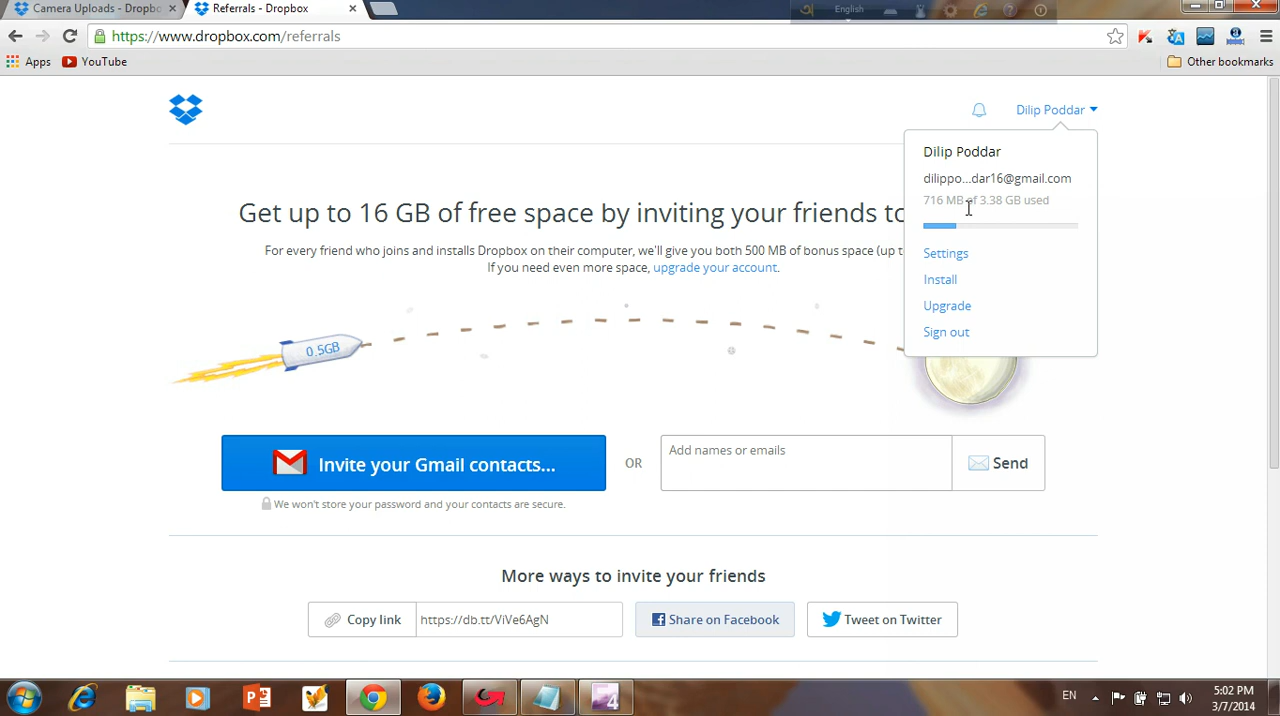 Camera Uploads - Dropbo
Referrals - Dropbox
English
https://www.dropbox.com/referrals
Apps
YouTube
Other bookmarks
Dilip Poddar
Dilip Poddar
dilippo...dar16@gmail.com
716 MB of 3.38 GB used
Settings
Install
Upgrade
Sign out
Get up to 16 GB of free space by inviting your friends to
For every friend who joins and installs Dropbox on their computer, we'll give you both 500 MB of bonus space (up to
If you need even more space, upgrade your account.
0.5GB
Invite your Gmail contacts...
OR
Add names or emails
Send
We won't store your password and your contacts are secure.
More ways to invite your friends
Copy link
https://db.tt/ViVe6AgN
Share on Facebook
Tweet on Twitter
EN
5:02 PM
3/7/2014